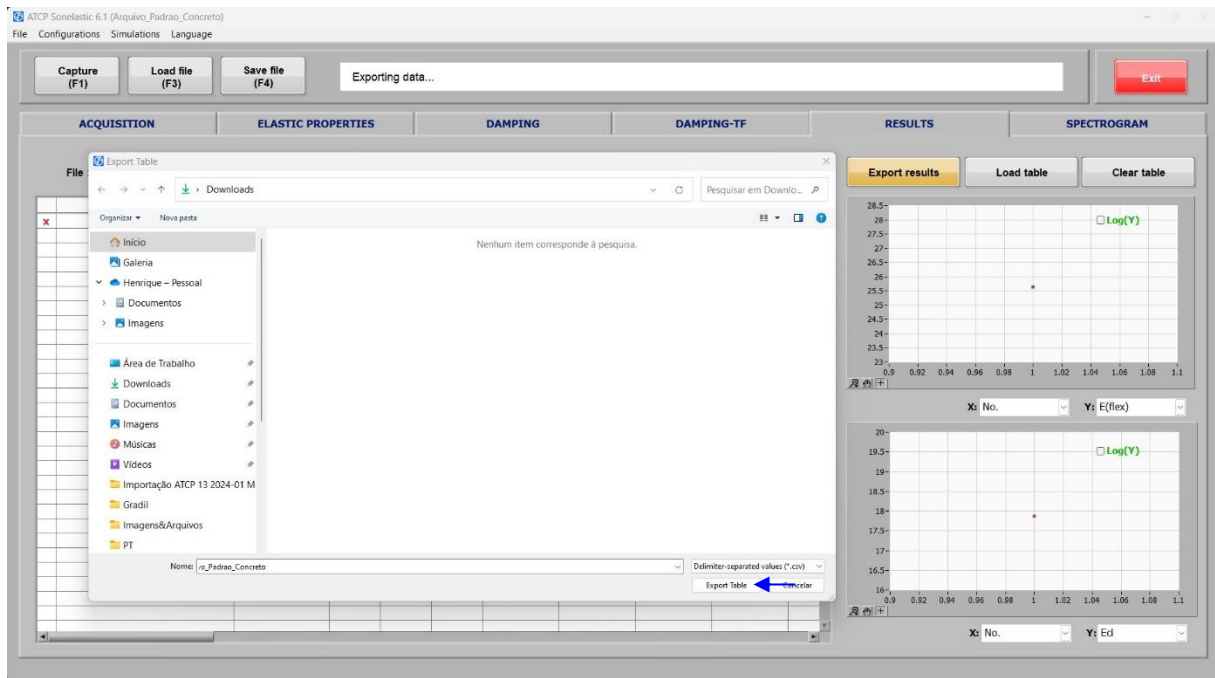 ATCP Sonelastic 6.1 (Arquivo_Padrao_Concreto)
File Configurations Simulations Language
Capture (F1)
Load file (F3)
Save file (F4)
Exporting data...
Exit
ACQUISITION
ELASTIC PROPERTIES
DAMPING
DAMPING-TF
RESULTS
SPECTROGRAM
File
Export Table
Downloads
Pesquisar em Downlo...
Organizar
Nova pasta
Início
Galeria
Henrique – Pessoal
Documentos
Imagens
Área de Trabalho
Downloads
Documentos
Imagens
Músicas
Vídeos
Importação ATCP 13 2024-01 M
Gradil
Imagens&Arquivos
PT
Nenhum item corresponde à pesquisa.
Nome: ro_Padrao_Concreto
Delimiter-separated values (*.csv)
Export Table
Cancelar
Export results
Load table
Clear table
28.5
28
27.5
27
26.5
26
25.5
25
24.5
24
23.5
23
Log(Y)
0.9 0.92 0.94 0.96 0.98 1 1.02 1.04 1.06 1.08 1.1
X: No.
Y: E(flex)
20
19.5
19
18.5
18
17.5
17
16.5
16
Log(Y)
0.9 0.92 0.94 0.96 0.98 1 1.02 1.04 1.06 1.08 1.1
X: No.
Y: Eci